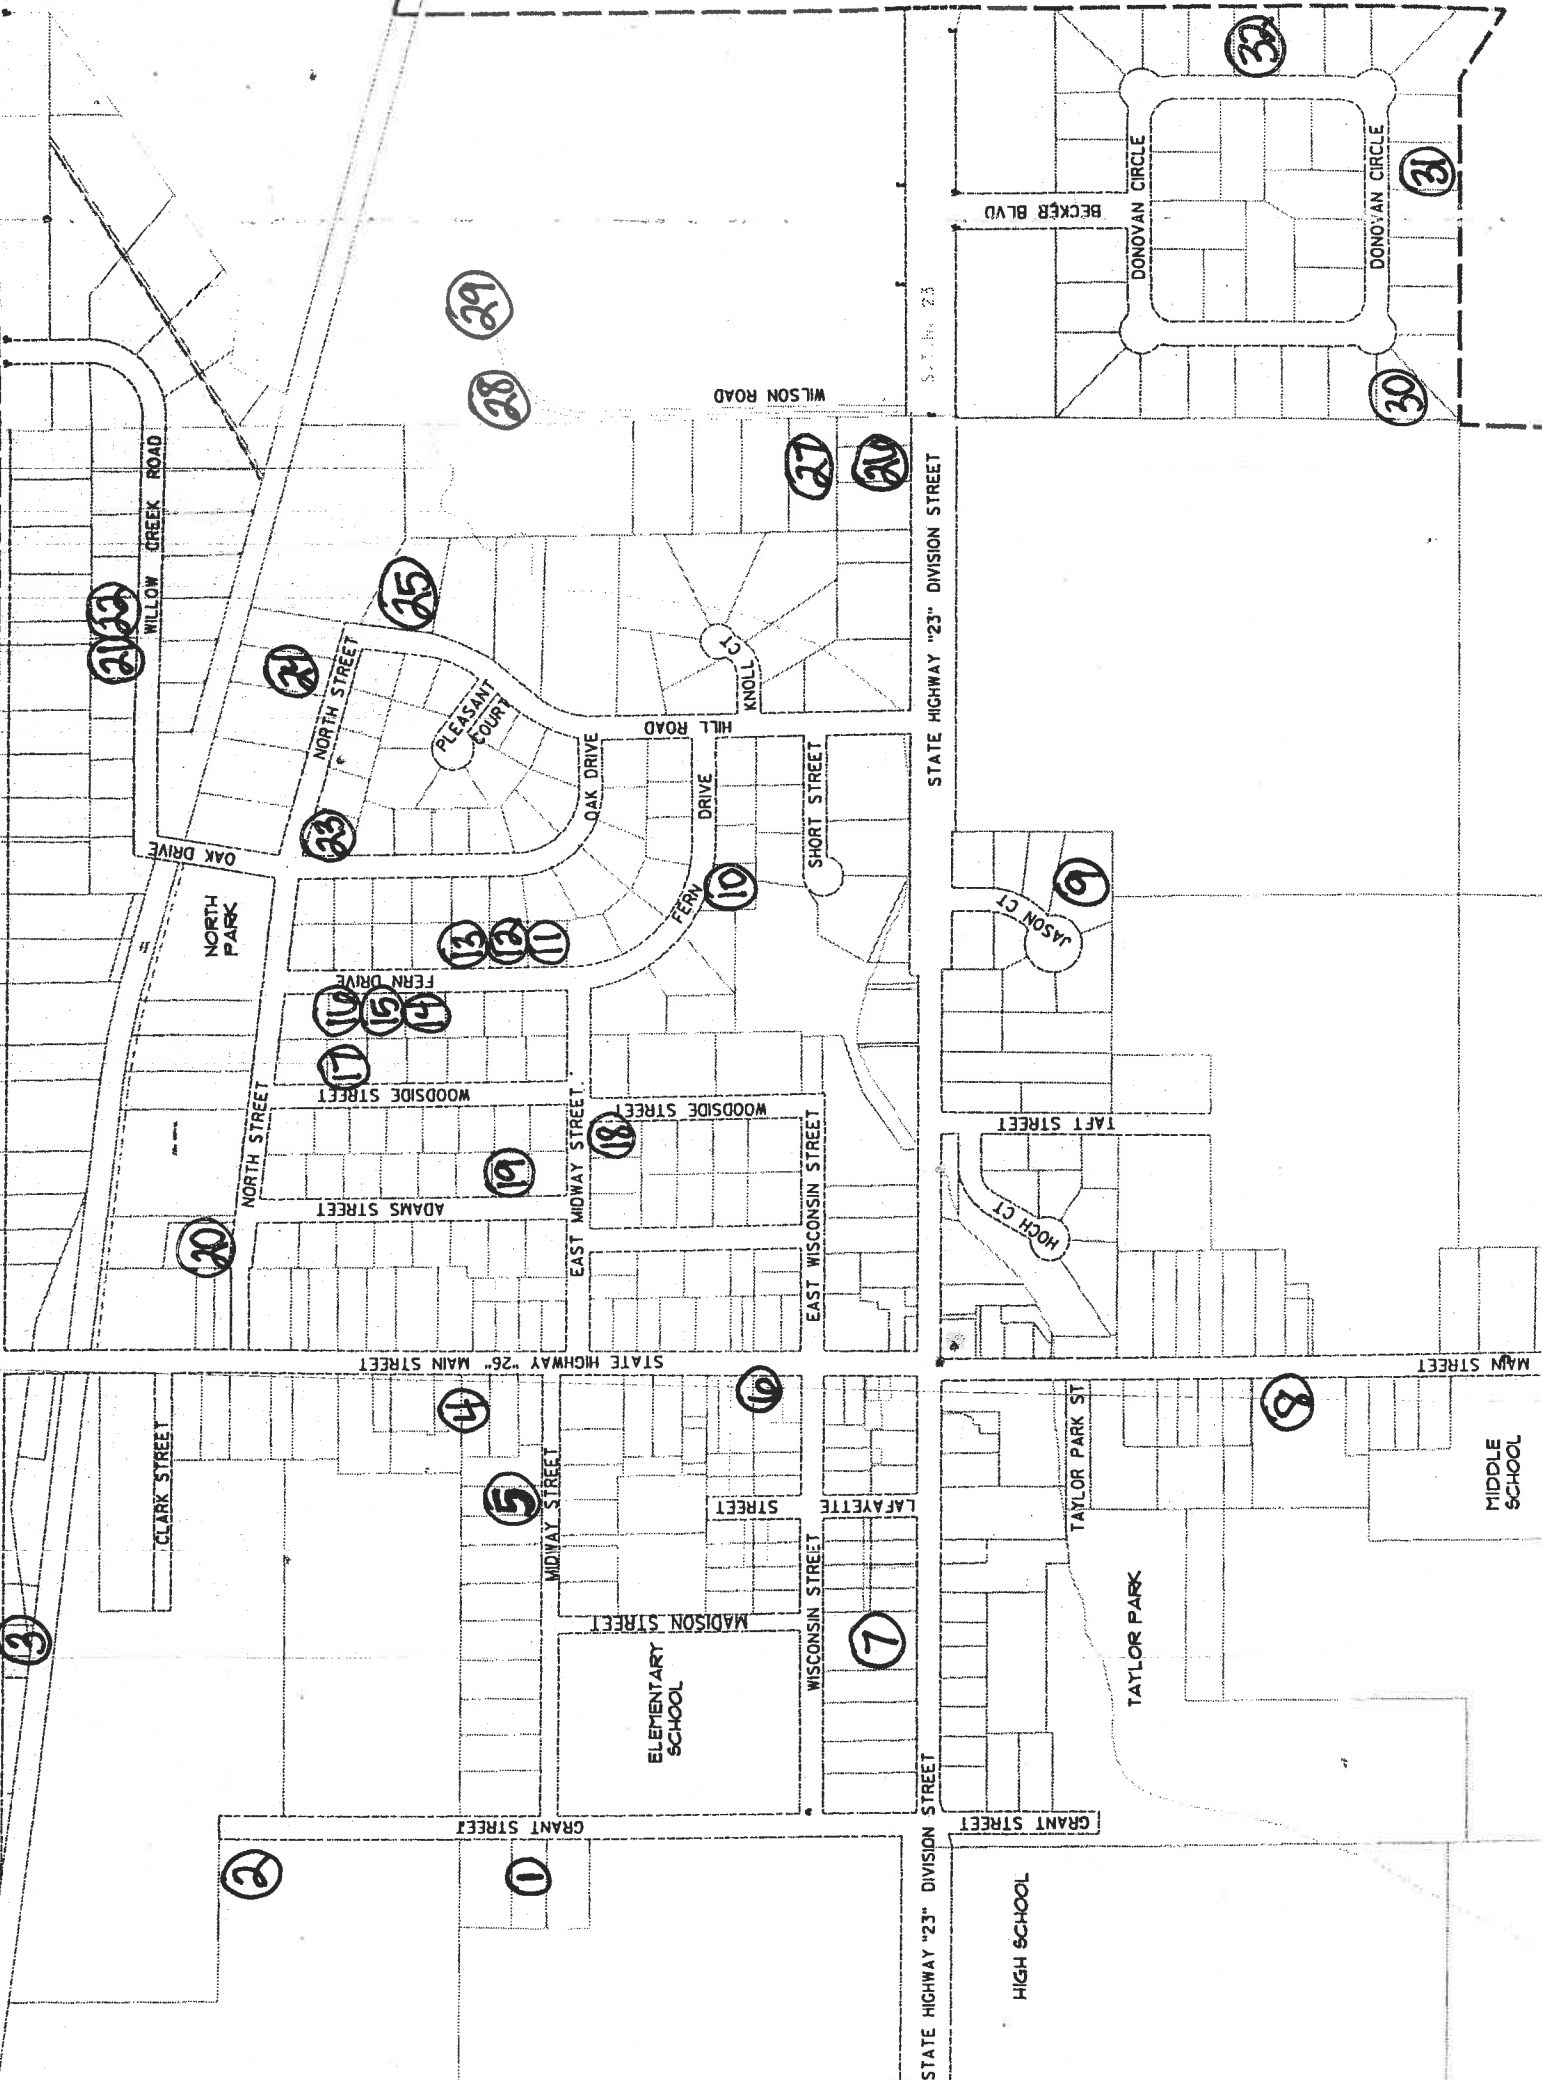 32
31
30
DONOVAN CIRCLE
DONOVAN CIRCLE
BECKER BLVD
S.T.H. 23
29
28
WILSON ROAD
27
26
STATE HIGHWAY "23" DIVISION STREET
WILLOW CREEK ROAD
22
21
25
NORTH STREET
PLEASANT
COURT
KNOLL CT
HILL ROAD
OAK DRIVE
OAK DRIVE
23
FERN DRIVE
SHORT STREET
10
9
JASON CT
NORTH
PARK
13
12
11
FERN DRIVE
16
15
14
17
WOODSIDE STREET
WOODSIDE STREET
18
19
NORTH STREET
ADAMS STREET
EAST MIDWAY STREET
EAST WISCONSIN STREET
TAFT STREET
HOCH CT
20
STATE HIGHWAY "26" MAIN STREET
MAIN STREET
4
6
8
CLARK STREET
5
MIDWAY STREET
LAFAYETTE STREET
TAYLOR PARK ST
MIDDLE
SCHOOL
3
MADISON STREET
WISCONSIN STREET
7
TAYLOR PARK
ELEMENTARY
SCHOOL
GRANT STREET
GRANT STREET
2
1
STATE HIGHWAY "23" DIVISION STREET
HIGH SCHOOL